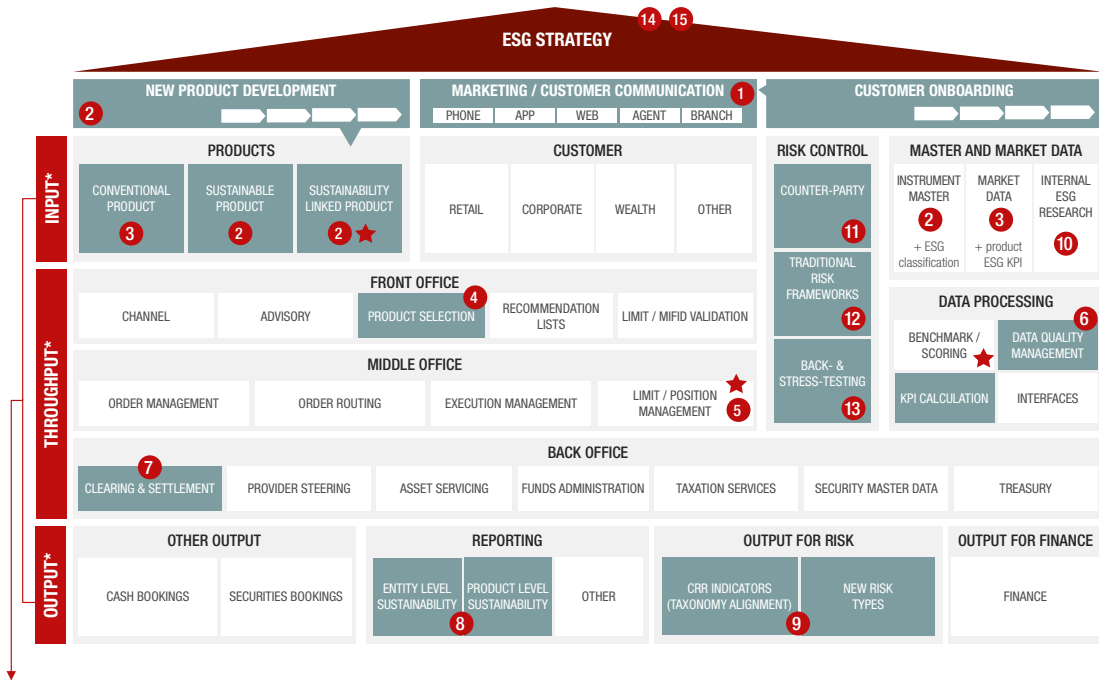 14 15
ESG STRATEGY
NEW PRODUCT DEVELOPMENT
2
MARKETING / CUSTOMER COMMUNICATION
1
PHONE APP WEB AGENT BRANCH
CUSTOMER ONBOARDING
INPUT*
PRODUCTS
CONVENTIONAL
PRODUCT
3
SUSTAINABLE
PRODUCT
2
SUSTAINABILITY
LINKED PRODUCT
2
CUSTOMER
RETAIL
CORPORATE
WEALTH
OTHER
RISK CONTROL
COUNTER-PARTY
11
TRADITIONAL
RISK
FRAMEWORKS
12
BACK- &
STRESS-TESTING
13
MASTER AND MARKET DATA
INSTRUMENT
MASTER
2
+ ESG
classification
MARKET
DATA
3
+ product
ESG KPI
INTERNAL
ESG
RESEARCH
10
THROUGHPUT*
FRONT OFFICE
CHANNEL
ADVISORY
4
PRODUCT SELECTION
RECOMMENDATION
LISTS
LIMIT / MIFID VALIDATION
DATA PROCESSING
BENCHMARK /
SCORING
6
DATA QUALITY
MANAGEMENT
KPI CALCULATION
INTERFACES
MIDDLE OFFICE
ORDER MANAGEMENT
ORDER ROUTING
EXECUTION MANAGEMENT
LIMIT / POSITION
MANAGEMENT
5
BACK OFFICE
7
CLEARING & SETTLEMENT
PROVIDER STEERING
ASSET SERVICING
FUNDS ADMINISTRATION
TAXATION SERVICES
SECURITY MASTER DATA
TREASURY
OUTPUT*
OTHER OUTPUT
CASH BOOKINGS
SECURITIES BOOKINGS
REPORTING
ENTITY LEVEL
SUSTAINABILITY
PRODUCT LEVEL
SUSTAINABILITY
8
OTHER
OUTPUT FOR RISK
CRR INDICATORS
(TAXONOMY ALIGNMENT)
NEW RISK
TYPES
9
OUTPUT FOR FINANCE
FINANCE